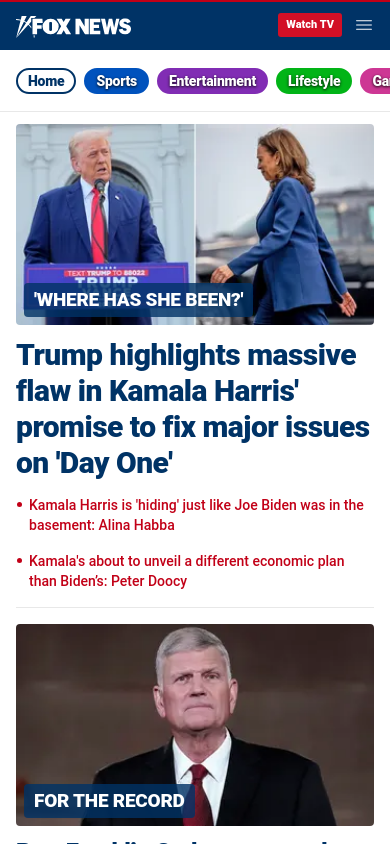 FOX NEWS
Watch TV
Home
Sports
Entertainment
Lifestyle
TEXT TRUMP TO 88022
TRUMP
'WHERE HAS SHE BEEN?'
Trump highlights massive
flaw in Kamala Harris'
promise to fix major issues
on 'Day One'
• Kamala Harris is 'hiding' just like Joe Biden was in the
basement: Alina Habba
• Kamala's about to unveil a different economic plan
than Biden's: Peter Doocy
FOR THE RECORD